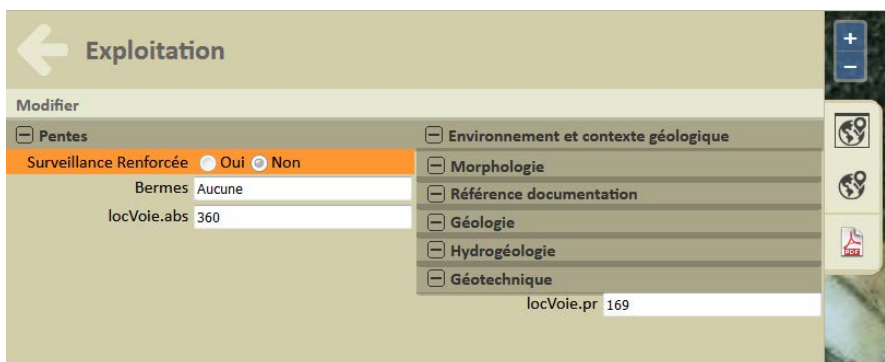 Exploitation
Modifier
Pentes
Surveillance Renforcée Oui Non
Bermes Aucune
locVoie.abs 360
Environnement et contexte géologique
Morphologie
Référence documentation
Géologie
Hydrogéologie
Géotechnique
locVoie.pr 169
+
−
PDF